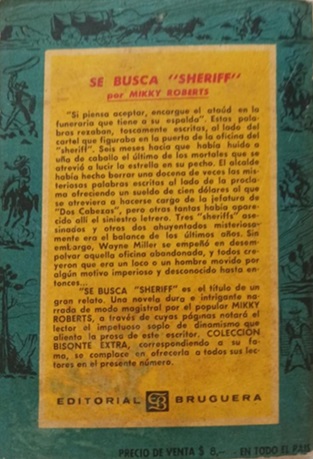 SE BUSCA "SHERIFF"
por MIKKY ROBERTS
"Si piensa aceptar, encargue el ataúd en la
funeraria que tiene a su espalda". Estas pala-
bras rezaban, toscamente escritas, al lado del
cartel que figuraba en la puerta de la oficina del
"sheriff". Seis meses hacía que había huido a
uña de caballo el último de los mortales que se
atrevió a lucir la estrella en su pecho. El alcalde
había hecho borrar una docena de veces las mis-
teriosas palabras escritas al lado de la procla-
ma ofreciendo un sueldo de cien dólares al que
se atreviera a hacerse cargo de la jefatura de
"Dos Cabezas", pero otras tantas había apare-
cido allí el siniestro letrero. Tres "sheriffs" ase-
sinados y otros dos ahuyentados misteriosa-
mente era el balance de los últimos años. Sin
embargo, Wayne Miller se empeñó en desem-
polvar aquella oficina abandonada, y todos cre-
yeron que era un loco o un hombre movido por
algún motivo imperioso y desconocido hasta en-
tonces...
"SE BUSCA "SHERIFF" es el título de un
gran relato. Una novela dura e intrigante na-
rrada de modo magistral por el popular MIKKY
ROBERTS, a través de cuyas páginas notará el
lector el impetuoso soplo de dinamismo que
alienta la prosa de este escritor. COLECCION
BISONTE EXTRA, correspondiendo a su fa-
ma, se complace en ofrecerla a todos sus lec-
tores en el presente número.
EDITORIAL B BRUGUERA
PRECIO DE VENTA $ 8,— EN TODO EL PAIS